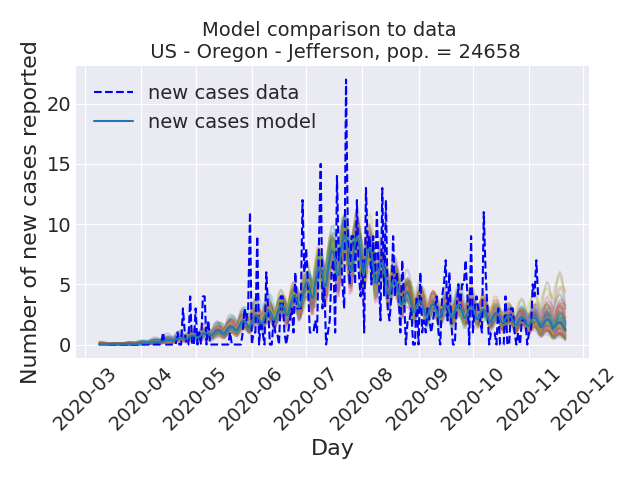 Model comparison to data
US - Oregon - Jefferson, pop. = 24658
Number of new cases reported
new cases data
new cases model
20
15
10
5
0
2020-03
2020-04
2020-05
2020-06
2020-07
2020-08
2020-09
2020-10
2020-11
2020-12
Day